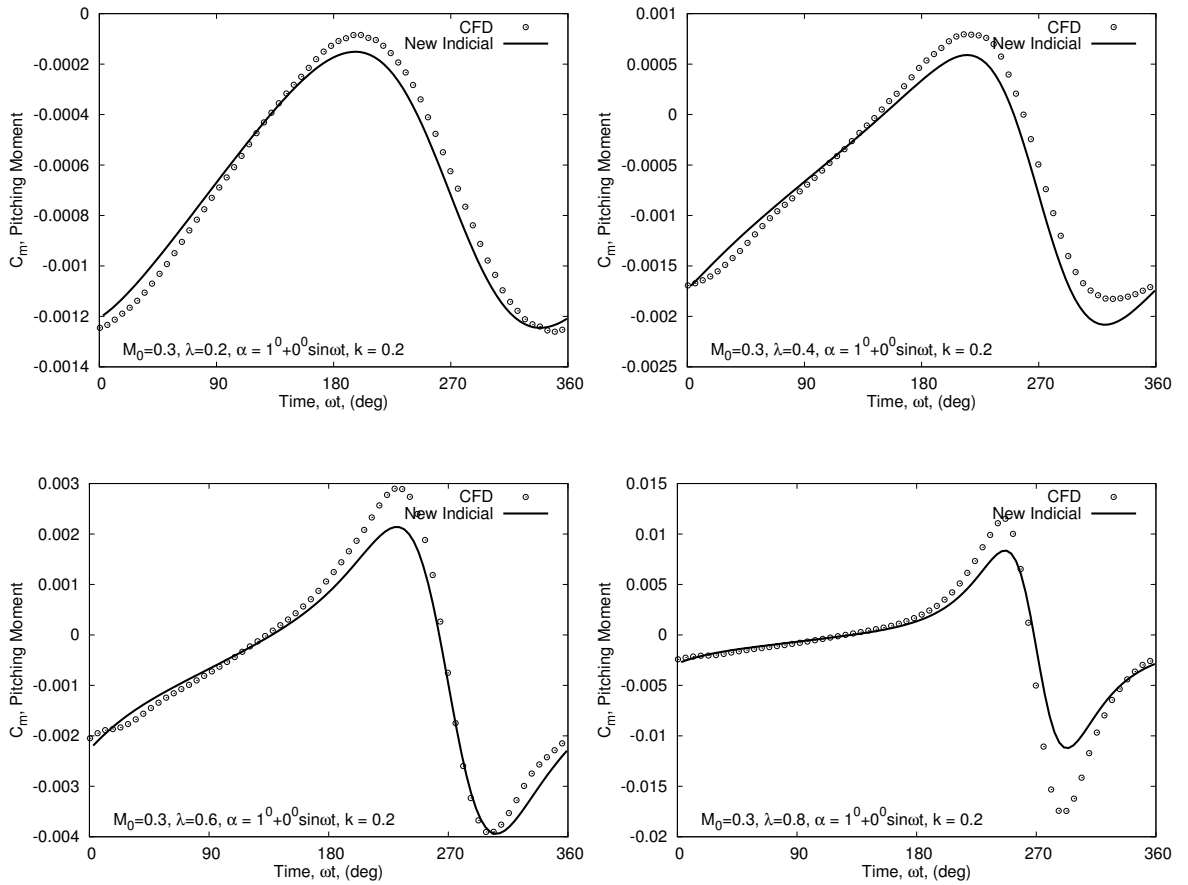 CFD
New Indicial
0
-0.0002
-0.0004
-0.0006
-0.0008
-0.001
-0.0012
-0.0014
C_m, Pitching Moment
M_0=0.3, λ=0.2, α = 1^0+0^0sinωt, k = 0.2
0 90 180 270 360
Time, ωt, (deg)
CFD
New Indicial
0.001
0.0005
0
-0.0005
-0.001
-0.0015
-0.002
-0.0025
C_m, Pitching Moment
M_0=0.3, λ=0.4, α = 1^0+0^0sinωt, k = 0.2
0 90 180 270 360
Time, ωt, (deg)
CFD
New Indicial
0.003
0.002
0.001
0
-0.001
-0.002
-0.003
-0.004
C_m, Pitching Moment
M_0=0.3, λ=0.6, α = 1^0+0^0sinωt, k = 0.2
0 90 180 270 360
Time, ωt, (deg)
CFD
New Indicial
0.015
0.01
0.005
0
-0.005
-0.01
-0.015
-0.02
C_m, Pitching Moment
M_0=0.3, λ=0.8, α = 1^0+0^0sinωt, k = 0.2
0 90 180 270 360
Time, ωt, (deg)